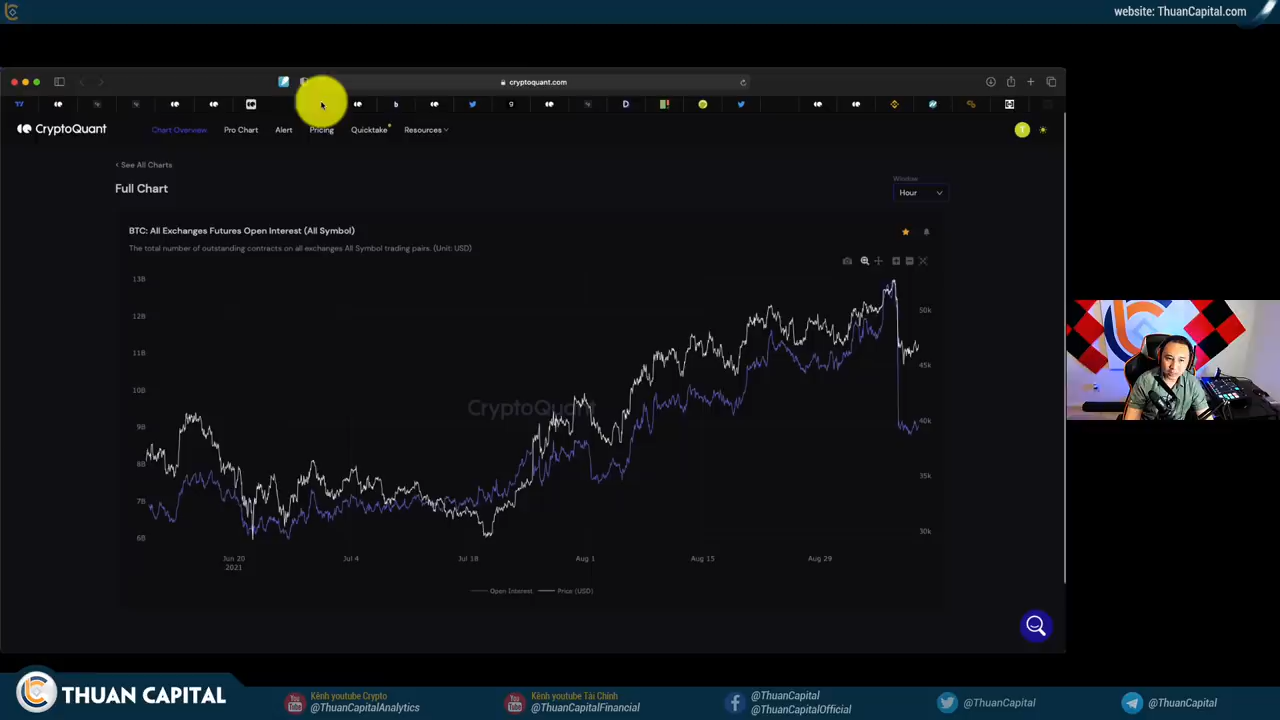 website: ThuanCapital.com
cryptoquant.com
CryptoQuant
Chart Overview
Pro Chart
Alert
Pricing
Quicktake
Resources
1
< See All Charts
Full Chart
Window
Hour
BTC: All Exchanges Futures Open Interest (All Symbol)
The total number of outstanding contracts on all exchanges All Symbol trading pairs. (Unit: USD)
13B
12B
11B
10B
9B
8B
7B
6B
50k
45k
40k
35k
30k
CryptoQuant
Jun 20
2021
Jul 4
Jul 18
Aug 1
Aug 15
Aug 29
Open Interest
Price (USD)
THUAN CAPITAL
Kênh youtube Crypto
@ThuanCapitalAnalytics
Kênh youtube Tài Chính
@ThuanCapitalFinancial
@ThuanCapital
@ThuanCapitalOfficial
@ThuanCapital
@ThuanCapital